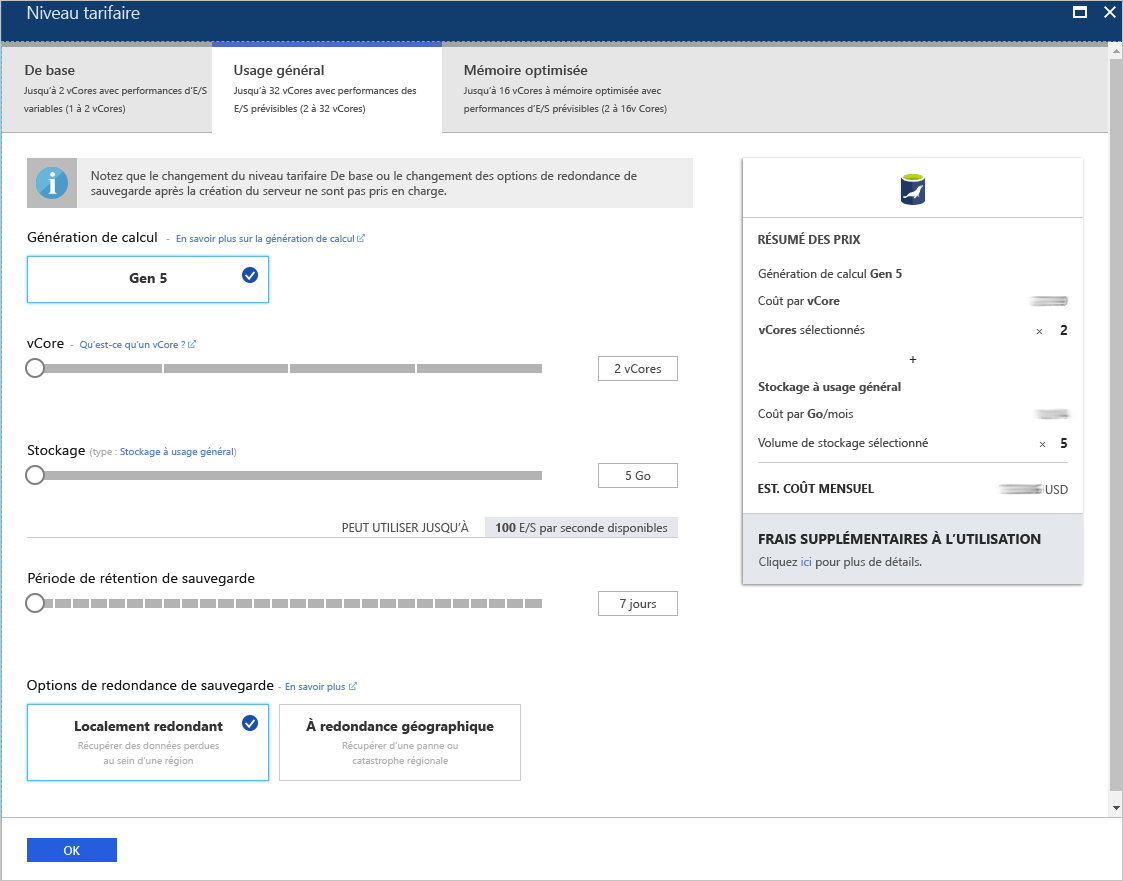 Niveau tarifaire
De base
Jusqu'à 2 vCores avec performances d'E/S
variables (1 à 2 vCores)
Usage général
Jusqu'à 32 vCores avec performances des
E/S prévisibles (2 à 32 vCores)
Mémoire optimisée
Jusqu'à 16 vCores à mémoire optimisée avec
performances d'E/S prévisibles (2 à 16v Cores)
Notez que le changement du niveau tarifaire De base ou le changement des options de redondance de
sauvegarde après la création du serveur ne sont pas pris en charge.
Génération de calcul - En savoir plus sur la génération de calcul
Gen 5
vCore - Qu'est-ce qu'un vCore ?
2 vCores
Stockage (type : Stockage à usage général)
5 Go
PEUT UTILISER JUSQU'À 100 E/S par seconde disponibles
Période de rétention de sauvegarde
7 jours
Options de redondance de sauvegarde - En savoir plus
Localement redondant
Récupérer des données perdues
au sein d'une région
À redondance géographique
Récupérer d'une panne ou
catastrophe régionale
OK
RÉSUMÉ DES PRIX
Génération de calcul Gen 5
Coût par vCore
vCores sélectionnés × 2
+
Stockage à usage général
Coût par Go/mois
Volume de stockage sélectionné × 5
EST. COÛT MENSUEL USD
FRAIS SUPPLÉMENTAIRES À L'UTILISATION
Cliquez ici pour plus de détails.